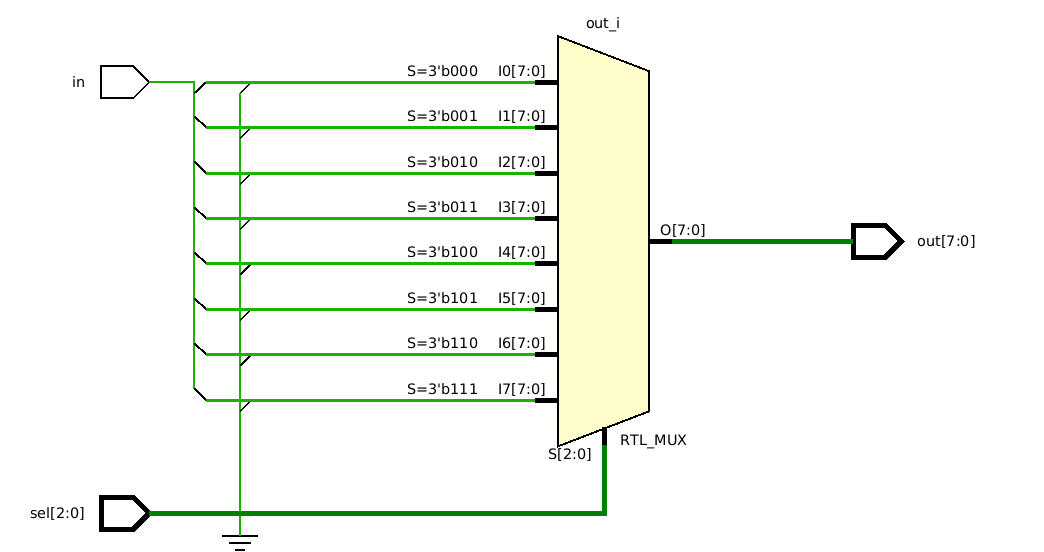 out_i
in
S=3'b000 I0[7:0]
S=3'b001 I1[7:0]
S=3'b010 I2[7:0]
S=3'b011 I3[7:0]
S=3'b100 I4[7:0]
S=3'b101 I5[7:0]
S=3'b110 I6[7:0]
S=3'b111 I7[7:0]
O[7:0]
out[7:0]
RTL_MUX
S[2:0]
sel[2:0]